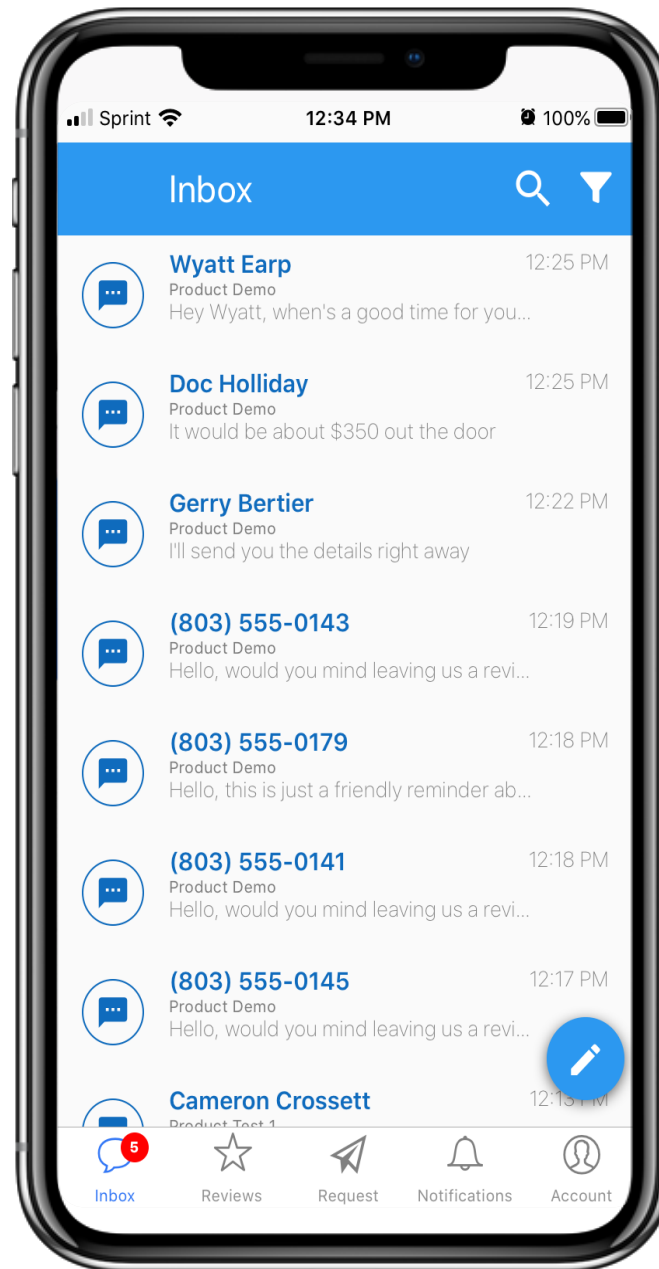 Sprint 12:34 PM 100%
Inbox
Wyatt Earp 12:25 PM
Product Demo
Hey Wyatt, when's a good time for you...
Doc Holliday 12:25 PM
Product Demo
It would be about $350 out the door
Gerry Bertier 12:22 PM
Product Demo
I'll send you the details right away
(803) 555-0143 12:19 PM
Product Demo
Hello, would you mind leaving us a revi...
(803) 555-0179 12:18 PM
Product Demo
Hello, this is just a friendly reminder ab...
(803) 555-0141 12:18 PM
Product Demo
Hello, would you mind leaving us a revi...
(803) 555-0145 12:17 PM
Product Demo
Hello, would you mind leaving us a revi...
Cameron Crossett 12:13 PM
Product Test 1
5
Inbox Reviews Request Notifications Account